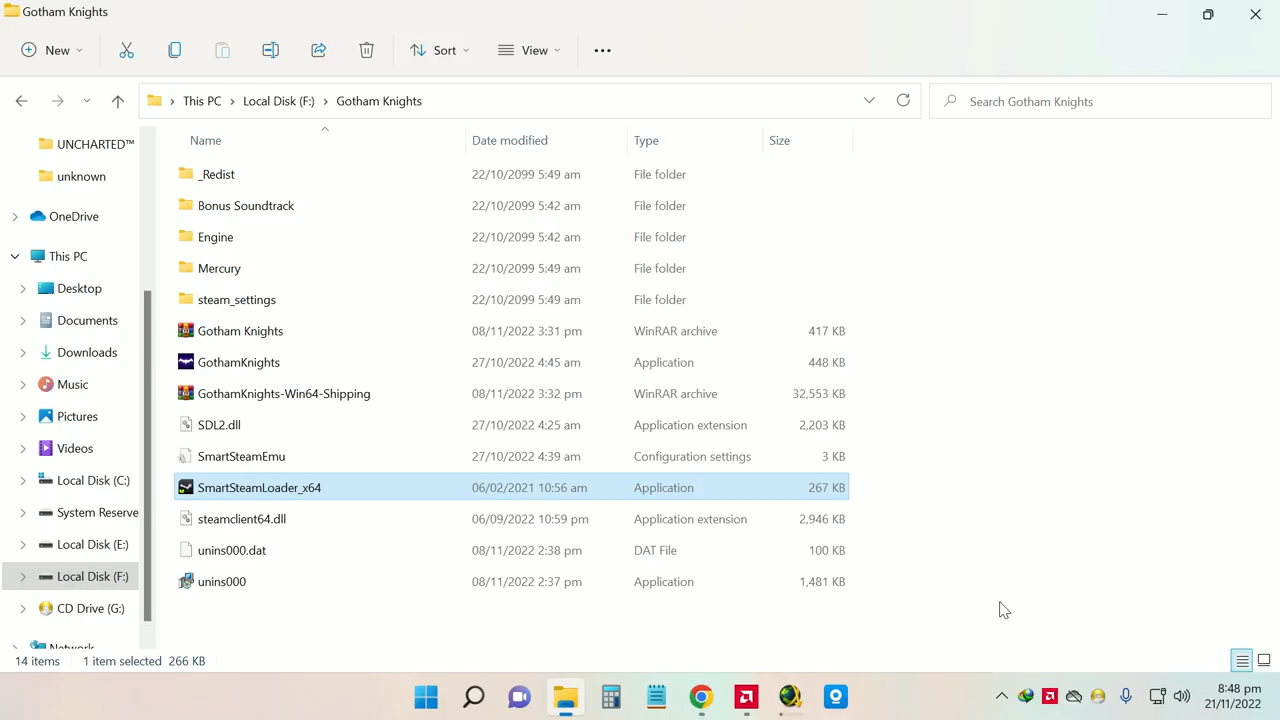 Gotham Knights
New
Sort
View
This PC
Local Disk (F:)
Gotham Knights
Search Gotham Knights
Name
Date modified
Type
Size
UNCHARTED™
unknown
OneDrive
This PC
Desktop
Documents
Downloads
Music
Pictures
Videos
Local Disk (C:)
System Reserve
Local Disk (E:)
Local Disk (F:)
CD Drive (G:)
Network
_Redist 22/10/2099 5:49 am File folder
Bonus Soundtrack 22/10/2099 5:42 am File folder
Engine 22/10/2099 5:42 am File folder
Mercury 22/10/2099 5:49 am File folder
steam_settings 22/10/2099 5:49 am File folder
Gotham Knights 08/11/2022 3:31 pm WinRAR archive 417 KB
GothamKnights 27/10/2022 4:45 am Application 448 KB
GothamKnights-Win64-Shipping 08/11/2022 3:32 pm WinRAR archive 32,553 KB
SDL2.dll 27/10/2022 4:25 am Application extension 2,203 KB
SmartSteamEmu 27/10/2022 4:39 am Configuration settings 3 KB
SmartSteamLoader_x64 06/02/2021 10:56 am Application 267 KB
steamclient64.dll 06/09/2022 10:59 pm Application extension 2,946 KB
unins000.dat 08/11/2022 2:38 pm DAT File 100 KB
unins000 08/11/2022 2:37 pm Application 1,481 KB
14 items 1 item selected 266 KB
8:48 pm
21/11/2022